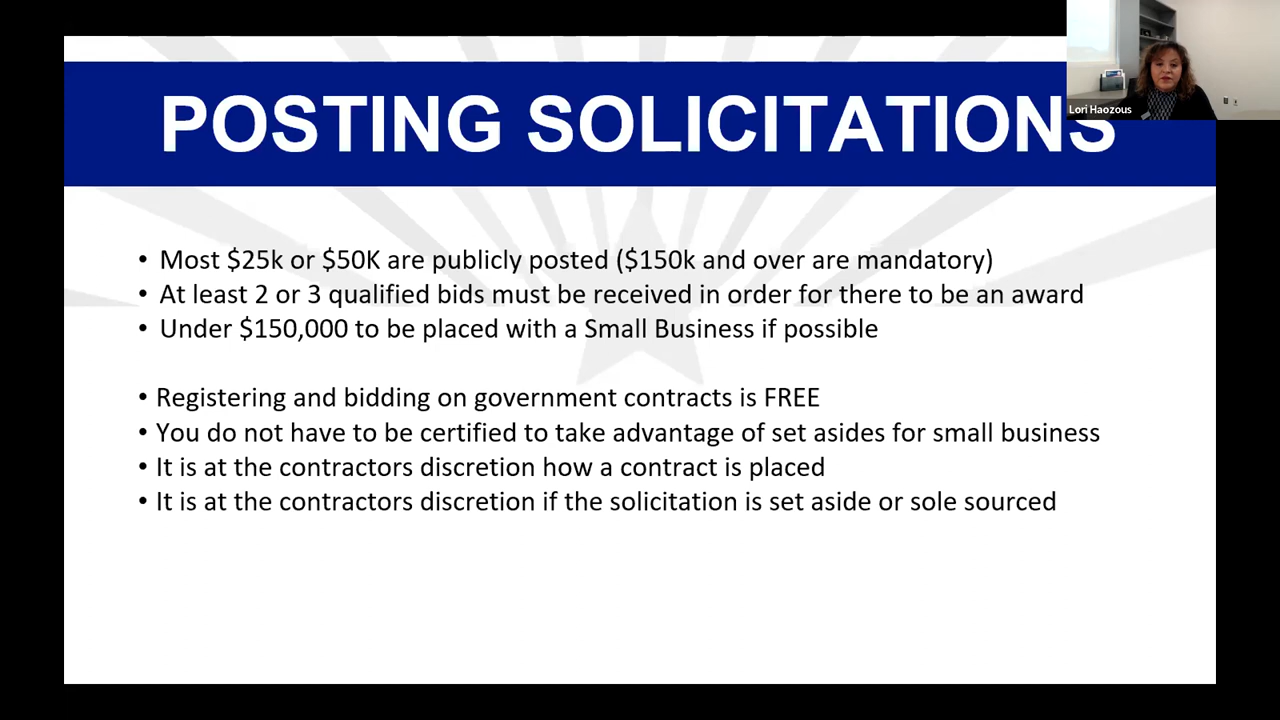 Lori Haozous
POSTING SOLICITATIONS
• Most $25k or $50K are publicly posted ($150k and over are mandatory)
• At least 2 or 3 qualified bids must be received in order for there to be an award
• Under $150,000 to be placed with a Small Business if possible
• Registering and bidding on government contracts is FREE
• You do not have to be certified to take advantage of set asides for small business
• It is at the contractors discretion how a contract is placed
• It is at the contractors discretion if the solicitation is set aside or sole sourced